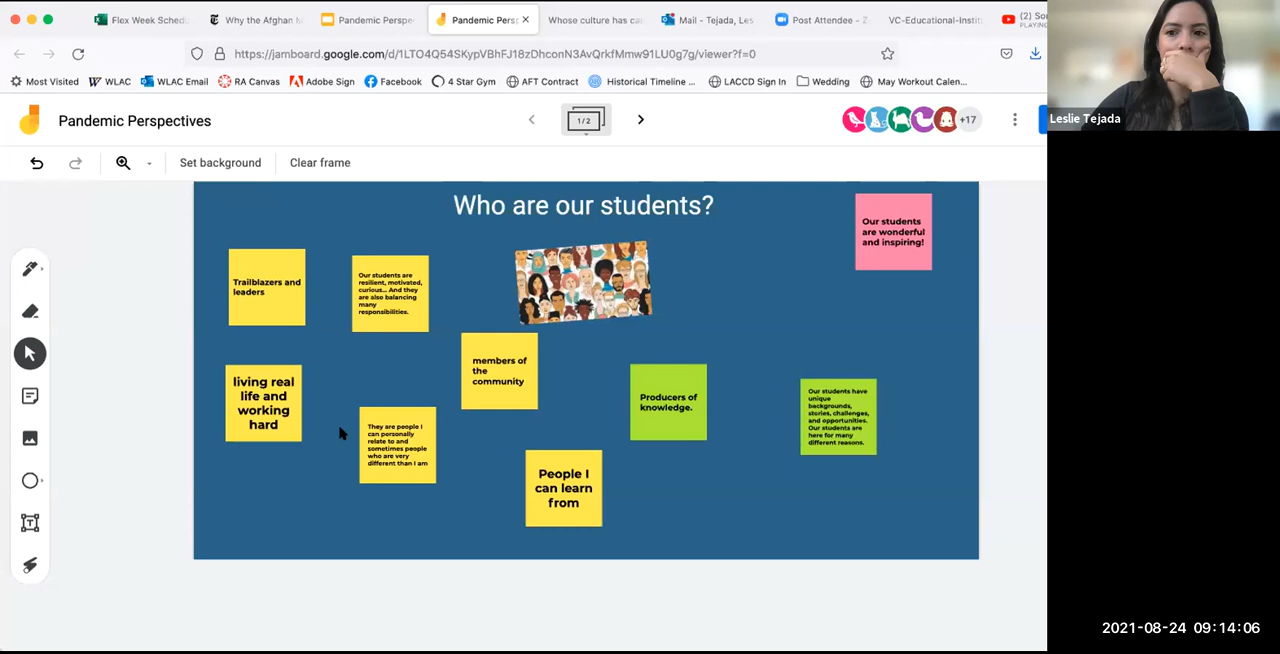 Flex Week Schedu
Why the Afghan M
Pandemic Perspe
Pandemic Persp
Whose culture has ca
Mail - Tejada, Les
Post Attendee - Z
VC-Educational-Insti
(2) So
PLAYING
https://jamboard.google.com/d/1LTO4Q54SKypVBhFJ18zDhconN3AvQrkfMmw91LU0g7g/viewer?f=0
Most Visited
WLAC
WLAC Email
RA Canvas
Adobe Sign
Facebook
4 Star Gym
AFT Contract
Historical Timeline ...
LACCD Sign In
Wedding
May Workout Calen...
Pandemic Perspectives
1/2
+17
Set background
Clear frame
Who are our students?
Our students
are wonderful
and inspiring!
Trailblazers and
leaders
Our students are
resilient, motivated,
curious... And they
are also balancing
many
responsibilities.
members of
the
community
living real
life and
working
hard
Producers of
knowledge.
Our students have
unique
backgrounds,
stories, challenges,
and opportunities.
Our students are
here for many
different reasons.
They are people I
can personally
relate to and
sometimes people
who are very
different than I am
People I
can learn
from
Leslie Tejada
2021-08-24 09:14:06